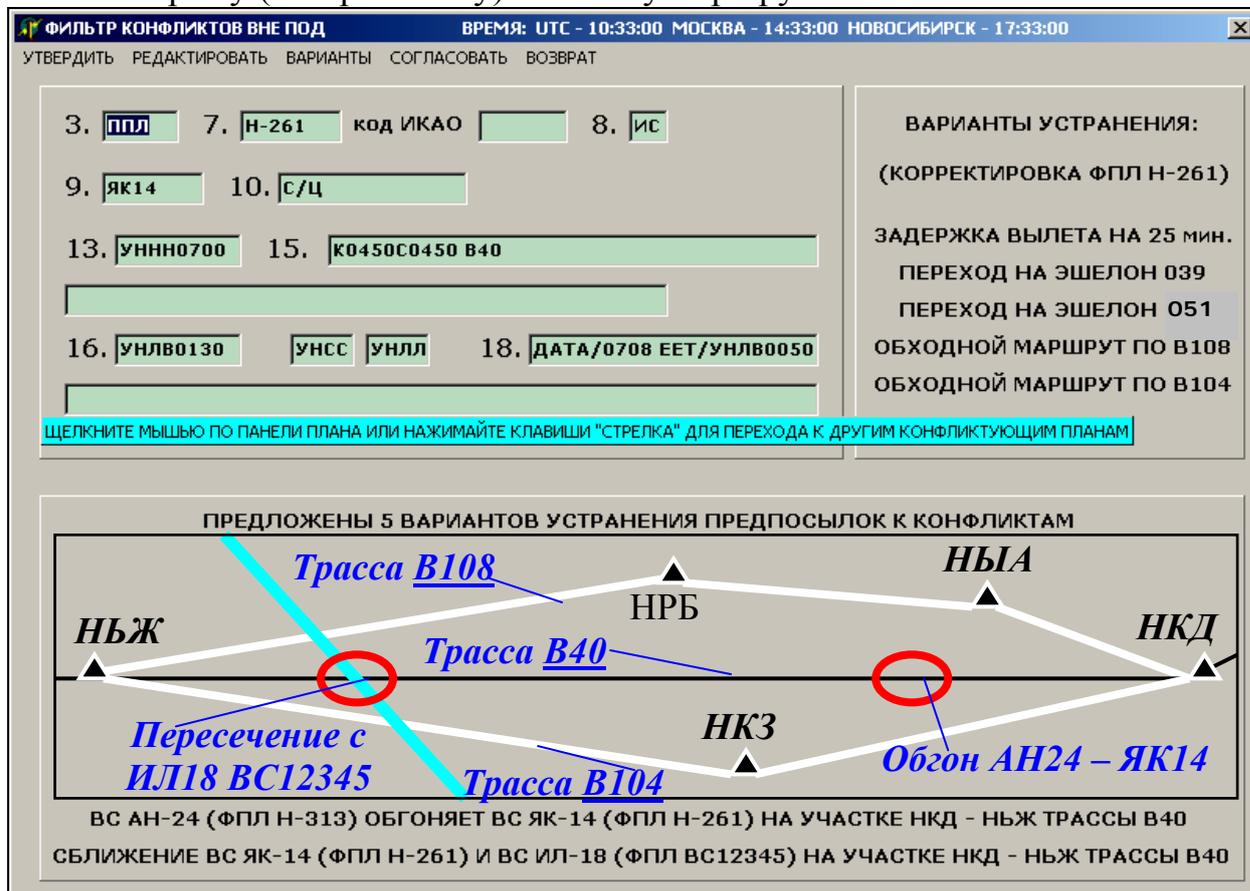 ФИЛЬТР КОНФЛИКТОВ ВНЕ ПОД ВРЕМЯ: UTC - 10:33:00 МОСКВА - 14:33:00 НОВОСИБИРСК - 17:33:00
УТВЕРДИТЬ РЕДАКТИРОВАТЬ ВАРИАНТЫ СОГЛАСОВАТЬ ВОЗВРАТ
3. ППЛ 7. Н-261 код ИКАО 8. ИС
9. ЯК14 10. С/Ц
13. УННН0700 15. К0450С0450 В40
16. УНЛВ0130 УНСС УНЛЛ 18. ДАТА/0708 ЕЕТ/УНЛВ0050
ЩЕЛКНИТЕ МЫШЬЮ ПО ПАНЕЛИ ПЛАНА ИЛИ НАЖИМАЙТЕ КЛАВИШИ "СТРЕЛКА" ДЛЯ ПЕРЕХОДА К ДРУГИМ КОНФЛИКТУЮЩИМ ПЛАНАМ
ВАРИАНТЫ УСТРАНЕНИЯ:
(КОРРЕКТИРОВКА ФПЛ Н-261)
ЗАДЕРЖКА ВЫЛЕТА НА 25 мин.
ПЕРЕХОД НА ЭШЕЛОН 039
ПЕРЕХОД НА ЭШЕЛОН 051
ОБХОДНОЙ МАРШРУТ ПО В108
ОБХОДНОЙ МАРШРУТ ПО В104
ПРЕДЛОЖЕНЫ 5 ВАРИАНТОВ УСТРАНЕНИЯ ПРЕДПОСЫЛОК К КОНФЛИКТАМ
Трасса В108
НЫА
НРБ
НЬЖ
НКД
Трасса В40
НКЗ
Пересечение с
ИЛ18 ВС12345
Обгон АН24 – ЯК14
Трасса В104
ВС АН-24 (ФПЛ Н-313) ОБГОНЯЕТ ВС ЯК-14 (ФПЛ Н-261) НА УЧАСТКЕ НКД - НЬЖ ТРАССЫ В40
СБЛИЖЕНИЕ ВС ЯК-14 (ФПЛ Н-261) И ВС ИЛ-18 (ФПЛ ВС12345) НА УЧАСТКЕ НКД - НЬЖ ТРАССЫ В40